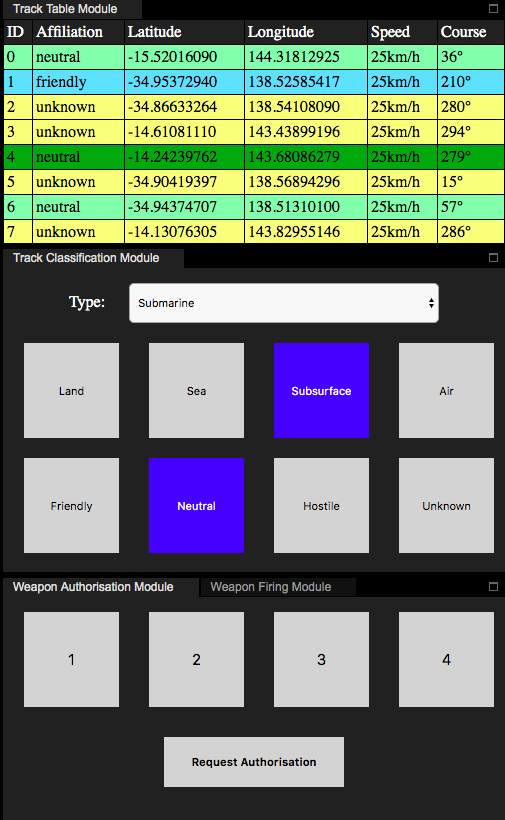 Track Table Module
ID Affiliation Latitude Longitude Speed Course
0 neutral -15.52016090 144.31812925 25km/h 36°
1 friendly -34.95372940 138.52585417 25km/h 210°
2 unknown -34.86633264 138.54108090 25km/h 280°
3 unknown -14.61081110 143.43899196 25km/h 294°
4 neutral -14.24239762 143.68086279 25km/h 279°
5 unknown -34.90419397 138.56894296 25km/h 15°
6 neutral -34.94374707 138.51310100 25km/h 57°
7 unknown -14.13076305 143.82955146 25km/h 286°
Track Classification Module
Type: Submarine
Land Sea Subsurface Air
Friendly Neutral Hostile Unknown
Weapon Authorisation Module Weapon Firing Module
1 2 3 4
Request Authorisation